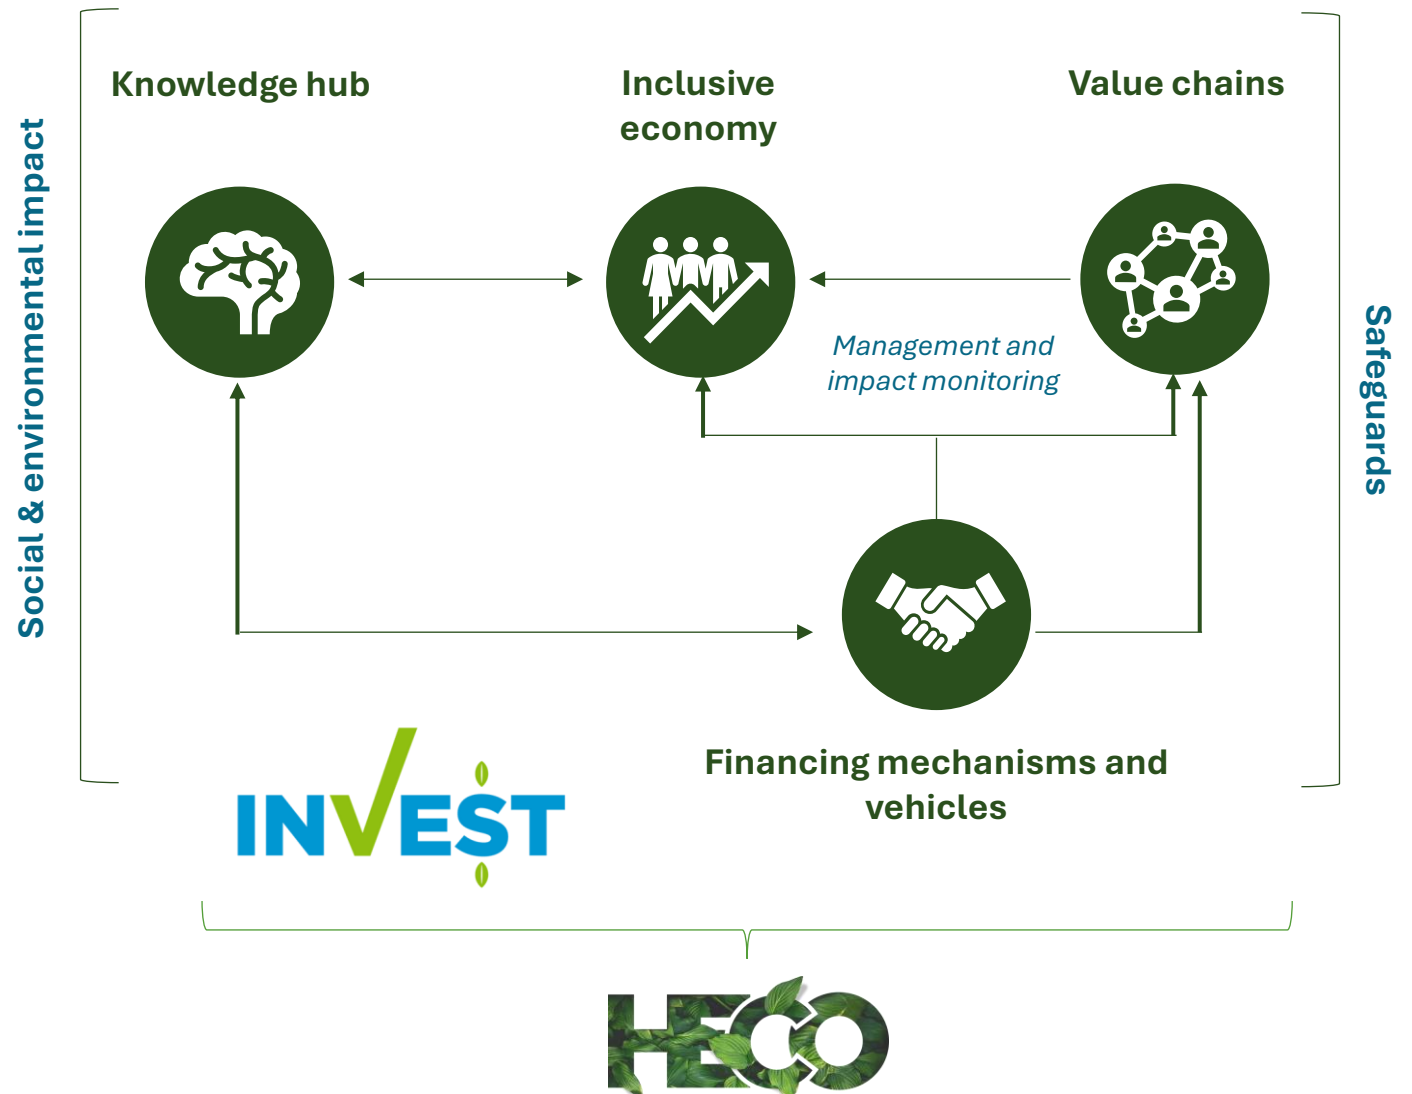 Knowledge hub
Inclusive
economy
Value chains
Social & environmental impact
Safeguards
Management and
impact monitoring
Financing mechanisms and
vehicles
INVEST
HECO